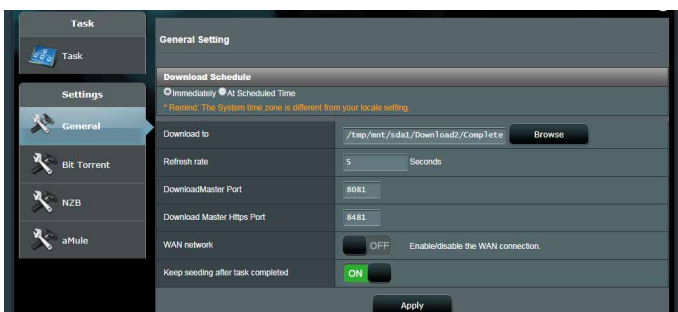 Task
Task
Settings
General
Bit Torrent
NZB
aMule
General Setting
Download Schedule
Immediately At Scheduled Time
* Remind: The System time zone is different from your locale setting.
Download to /tmp/mnt/sda1/Download2/Complete Browse
Refresh rate 5 Seconds
DownloadMaster Port 8081
Download Master Https Port 8481
WAN network OFF Enable/disable the WAN connection.
Keep seeding after task completed ON
Apply